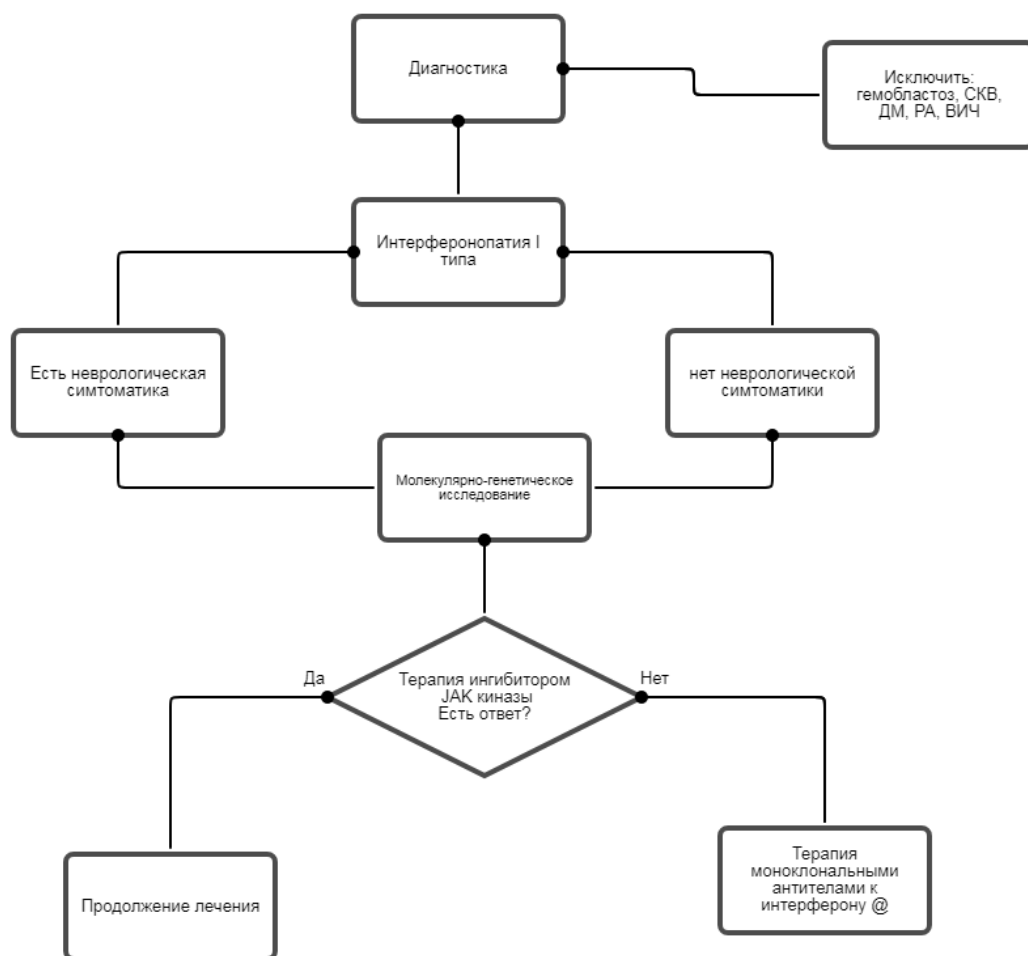 Диагностика
Исключить:
гемобластоз, СКВ,
ДМ, РА, ВИЧ
Интерферонопатия I
типа
Есть неврологическая
симтоматика
нет неврологической
симтоматики
Молекулярно-генетическое
исследование
Да
Терапия ингибитором
JAK киназы
Есть ответ?
Нет
Продолжение лечения
Терапия
моноклональными
антителами к
интерферону @